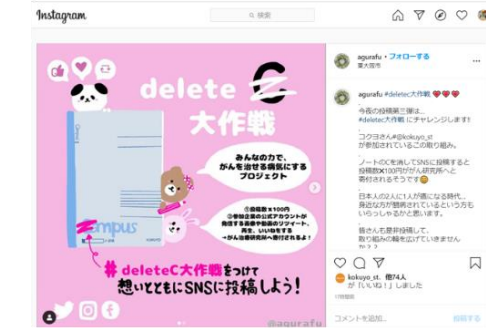 Instagram
検索
delete C
大作戦
みんなの力で、
がんを治せる病気にする
プロジェクト
Campus
①投稿数×100円
②参加企業の公式アカウントが
発信する画像や動画のリツイート、
再生、いいねをする
→がん治療研究所へ寄付されるよ!
# deleteC大作戦をつけて
想いとともにSNSに投稿しよう!
@agurafu
agurafu・フォローする
東大阪市
agurafu #deletec大作戦
今夜の投稿第三弾は...
#deletec大作戦 にチャレンジします!
コクヨさん#@kokuyo_st
が参加されているこの取り組み。
ノートのCを消してSNSに投稿すると
投稿数×100円ががん研究所へと
寄付されるそうです
日本人の2人に1人が癌になる時代...
身近な方が闘病されているという方も
いらっしゃるかと思います。
皆さんも是非投稿して、
取り組みの輪を広げていきません
kokuyo_st、他74人
が「いいね!」しました
コメントを追加...
投稿する